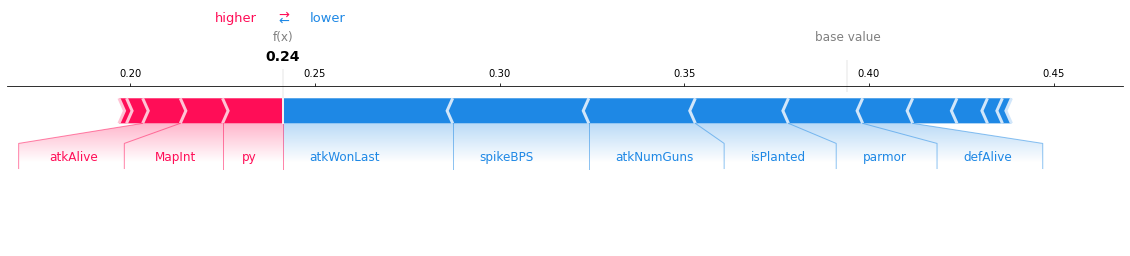 higher ⇄ lower
f(x) base value
0.24
0.20 0.25 0.30 0.35 0.40 0.45
atkAlive MapInt py atkWonLast spikeBPS atkNumGuns isPlanted parmor defAlive